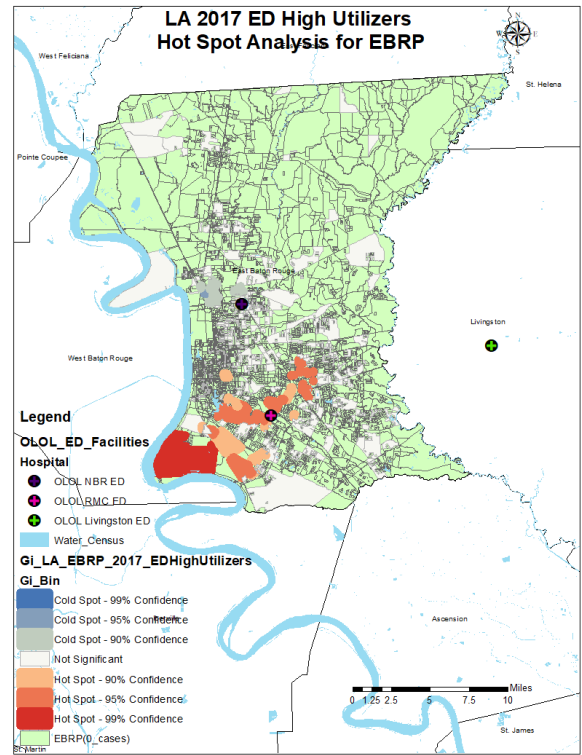 LA 2017 ED High Utilizers
Hot Spot Analysis for EBRP
West Feliciana
W
E
S
St. Helena
Pointe Coupee
East Baton Rouge
Livingston
West Baton Rouge
Legend
OLOL_ED_Facilities
Hospital
OLOL NBR ED
OLOL RMC ED
OLOL Livingston ED
Water_Census
Gi_LA_EBRP_2017_EDHighUtilizers
Gi_Bin
Cold Spot - 99% Confidence
Cold Spot - 95% Confidence
Cold Spot - 90% Confidence
Not Significant
Hot Spot - 90% Confidence
Hot Spot - 95% Confidence
Hot Spot - 99% Confidence
EBRP(0_cases)
Ascension
Miles
0 1.25 2.5 5 7.5 10
St. James
St Martin